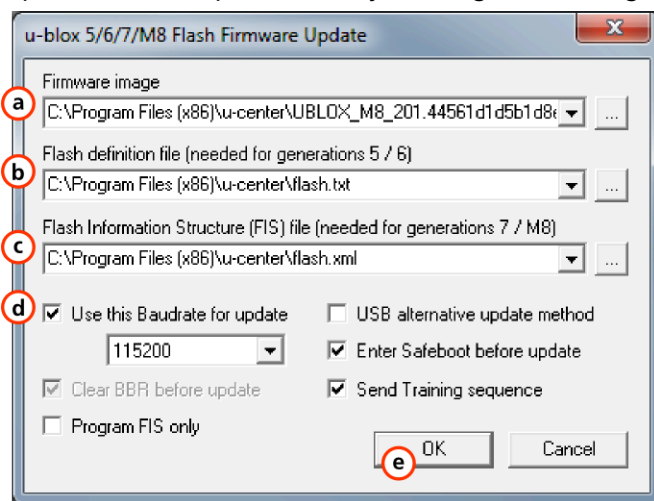 u-blox 5/6/7/M8 Flash Firmware Update
Firmware image
a
C:\Program Files (x86)\u-center\UBLOX_M8_201.44561d1d5b1d8
...
Flash definition file (needed for generations 5 / 6)
b
C:\Program Files (x86)\u-center\flash.txt
...
Flash Information Structure (FIS) file (needed for generations 7 / M8)
c
C:\Program Files (x86)\u-center\flash.xml
...
d
Use this Baudrate for update
USB alternative update method
115200
Enter Safeboot before update
Clear BBR before update
Send Training sequence
Program FIS only
OK
Cancel
e